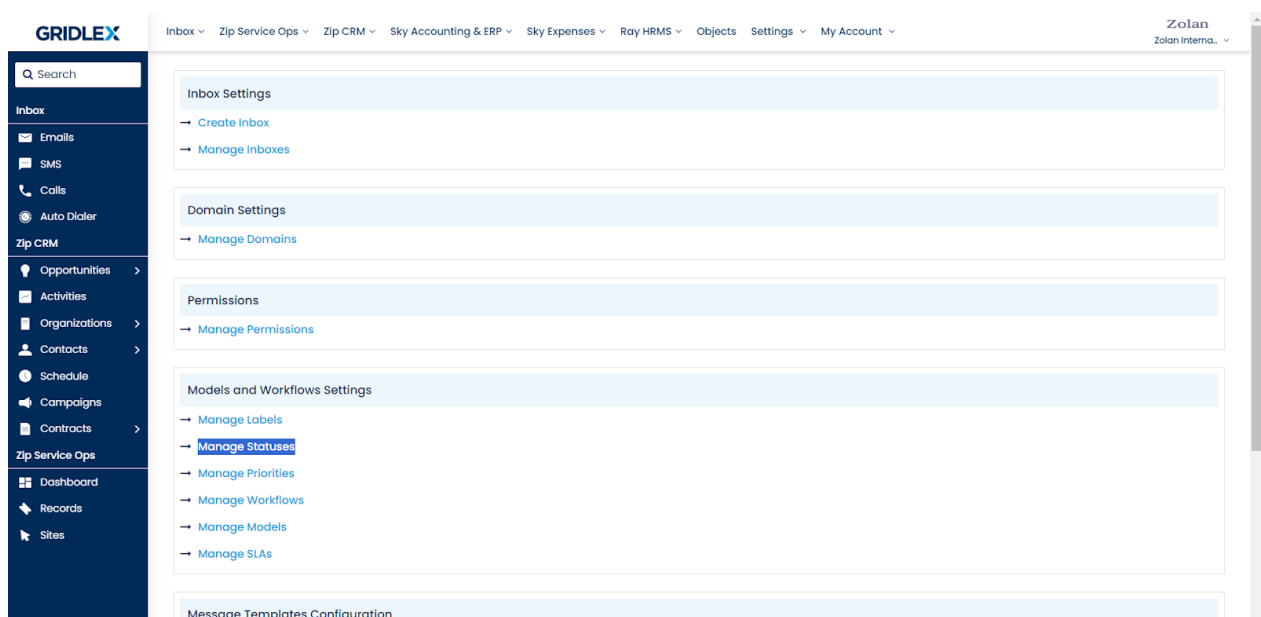 GRIDLEX
Inbox
Zip Service Ops
Zip CRM
Sky Accounting & ERP
Sky Expenses
Ray HRMS
Objects
Settings
My Account
Zolan
Zolan Interna..
Search
Inbox
Emails
SMS
Calls
Auto Dialer
Zip CRM
Opportunities
Activities
Organizations
Contacts
Schedule
Campaigns
Contracts
Zip Service Ops
Dashboard
Records
Sites
Inbox Settings
→ Create Inbox
→ Manage Inboxes
Domain Settings
→ Manage Domains
Permissions
→ Manage Permissions
Models and Workflows Settings
→ Manage Labels
→ Manage Statuses
→ Manage Priorities
→ Manage Workflows
→ Manage Models
→ Manage SLAs
Message Templates Configuration